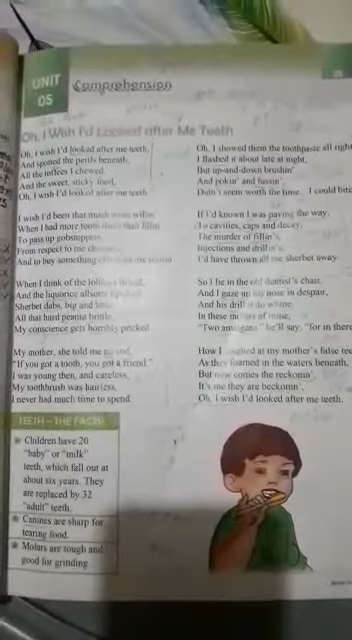 UNIT
05
Comprehension
Oh, I Wish I'd Looked after Me Teeth
Oh, I wish I'd looked after me teeth,
And spotted the perils beneath,
All the toffees I chewed,
And the sweet, sticky food,
Oh, I wish I'd looked after me teeth.
I wish I'd been that much more willin'
When I had more tooth there than fillin'
To pass up gobstoppers,
From respect to me
And to buy something
When I think of the lollies I licked,
And the liquorice allsorts I picked,
Sherbet dabs, big and little,
All that hard peanut brittle,
My conscience gets horribly pricked.
My mother, she told me no end,
"If you got a tooth, you got a friend."
I was young then, and careless,
My toothbrush was hairless,
I never had much time to spend.
TEETH – THE FACTS!
Children have 20
"baby" or "milk"
teeth, which fall out at
about six years. They
are replaced by 32
"adult" teeth.
Canines are sharp for
tearing food.
Molars are tough and
good for grinding
Oh, I showed them the toothpaste all right,
I flashed it about late at night,
But up-and-down brushin'
And pokin' and fussin'
Didn't seem worth the time... I could bite
If I'd known I was paving the way,
To cavities, caps and decay,
The murder of fillin's,
Injections and drillin's,
I'd have thrown all me sherbet away.
So I lie in the old dentist's chair,
And I gaze up his nose in despair,
And his drill it do whine,
In these molars of mine,
"Two amalgam," he'll say, "for in there
How I laughed at my mother's false tee
As they foamed in the waters beneath,
But now comes the reckonin',
It's me they are beckonin',
Oh, I wish I'd looked after me teeth.